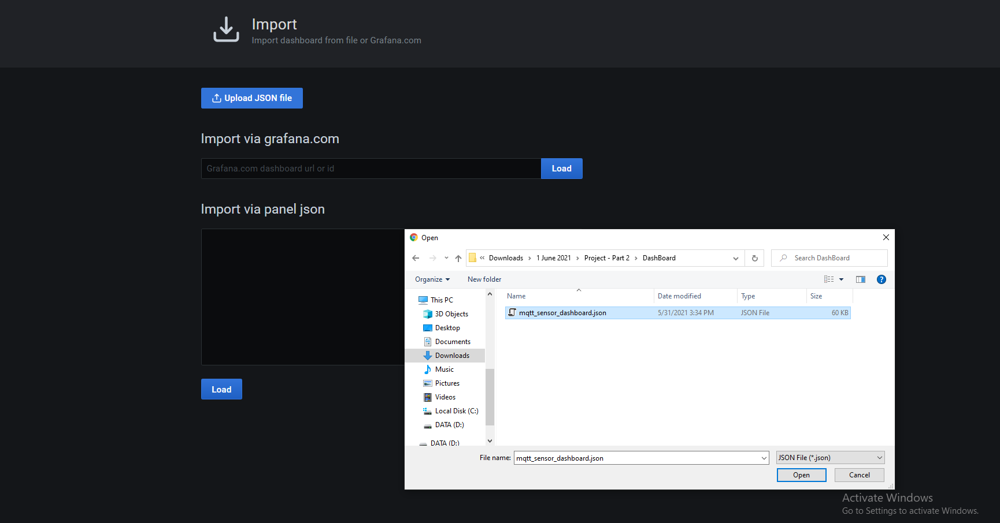 Import
Import dashboard from file or Grafana.com
Upload JSON file
Import via grafana.com
Grafana.com dashboard url or id
Load
Import via panel json
Load
Open
« Downloads › 1 June 2021 › Project - Part 2 › DashBoard
Search DashBoard
Organize
New folder
?
This PC
3D Objects
Desktop
Documents
Downloads
Music
Pictures
Videos
Local Disk (C:)
DATA (D:)
DATA (D:)
Name Date modified Type Size
mqtt_sensor_dashboard.json 5/31/2021 3:34 PM JSON File 60 KB
File name: mqtt_sensor_dashboard.json
JSON File (*.json)
Open
Cancel
Activate Windows
Go to Settings to activate Windows.